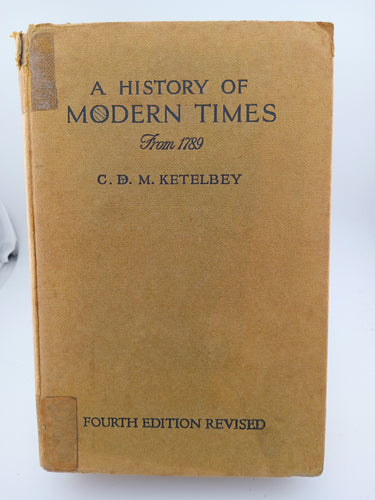 A HISTORY OF
MODERN TIMES
From 1789
C. D. M. KETELBEY
FOURTH EDITION REVISED